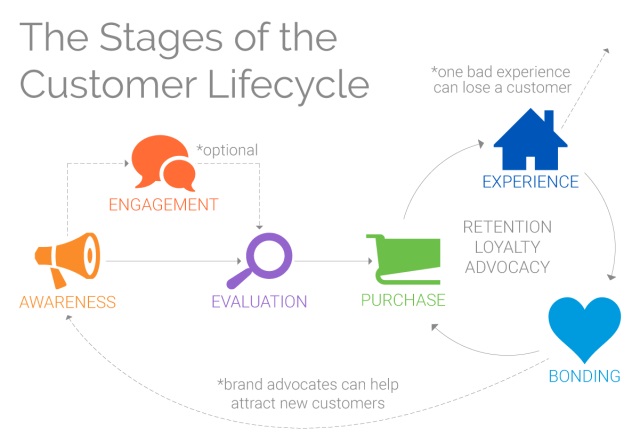 The Stages of the
Customer Lifecycle
*one bad experience
can lose a customer
*optional
ENGAGEMENT
EXPERIENCE
RETENTION
LOYALTY
ADVOCACY
AWARENESS
EVALUATION
PURCHASE
BONDING
*brand advocates can help
attract new customers